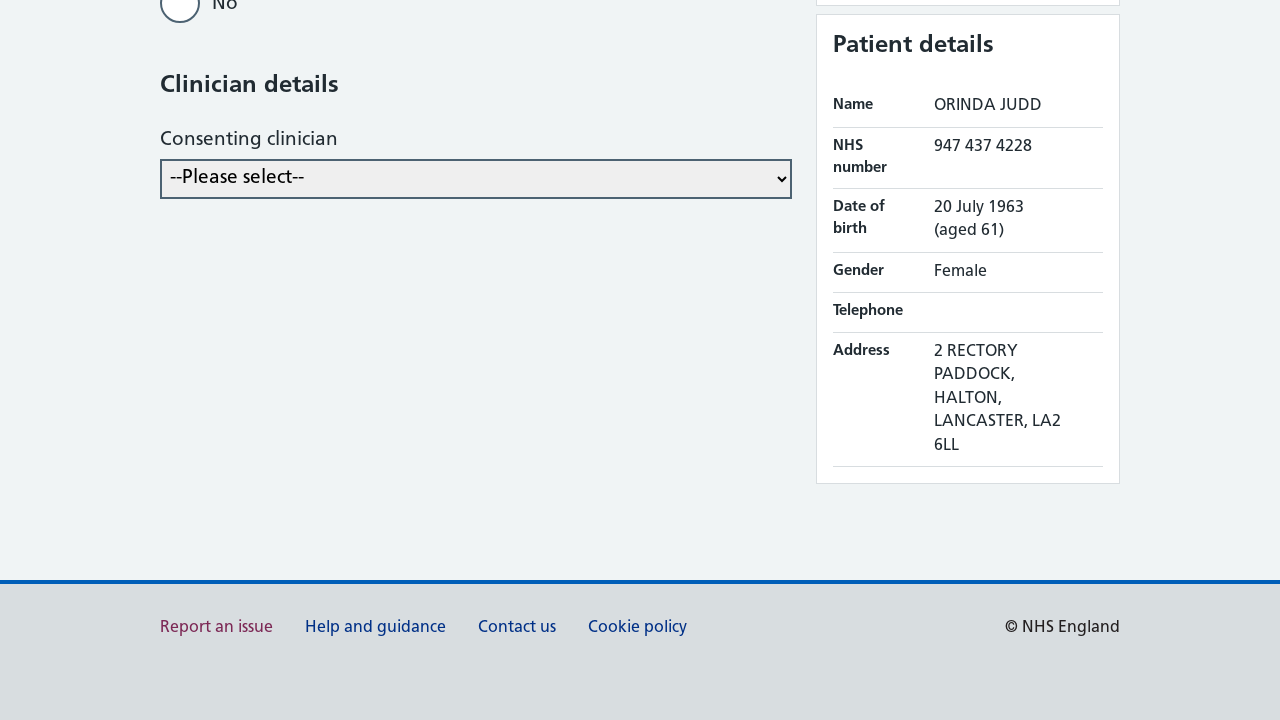 No
Clinician details
Consenting clinician
--Please select--
Patient details
Name ORINDA JUDD
NHS number 947 437 4228
Date of birth 20 July 1963 (aged 61)
Gender Female
Telephone
Address 2 RECTORY
PADDOCK,
HALTON,
LANCASTER, LA2
6LL
Report an issue Help and guidance Contact us Cookie policy © NHS England